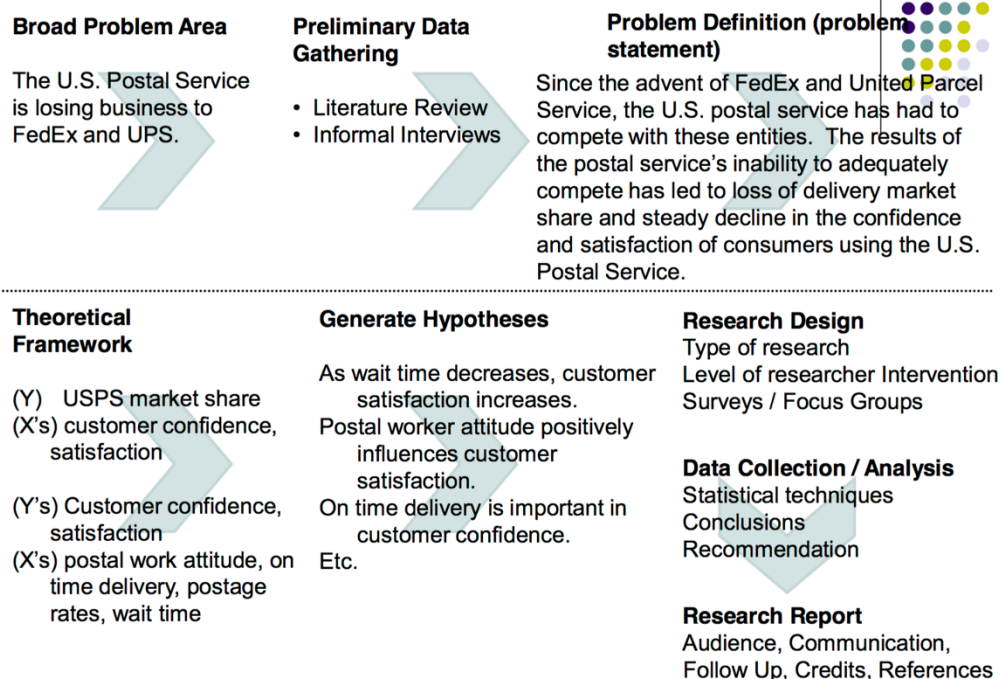 Broad Problem Area
The U.S. Postal Service
is losing business to
FedEx and UPS.
Preliminary Data
Gathering
• Literature Review
• Informal Interviews
Problem Definition (problem
statement)
Since the advent of FedEx and United Parcel
Service, the U.S. postal service has had to
compete with these entities. The results of
the postal service’s inability to adequately
compete has led to loss of delivery market
share and steady decline in the confidence
and satisfaction of consumers using the U.S.
Postal Service.
Theoretical
Framework
(Y) USPS market share
(X’s) customer confidence,
satisfaction
(Y’s) Customer confidence,
satisfaction
(X’s) postal work attitude, on
time delivery, postage
rates, wait time
Generate Hypotheses
As wait time decreases, customer
satisfaction increases.
Postal worker attitude positively
influences customer
satisfaction.
On time delivery is important in
customer confidence.
Etc.
Research Design
Type of research
Level of researcher Intervention
Surveys / Focus Groups
Data Collection / Analysis
Statistical techniques
Conclusions
Recommendation
Research Report
Audience, Communication,
Follow Up, Credits, References